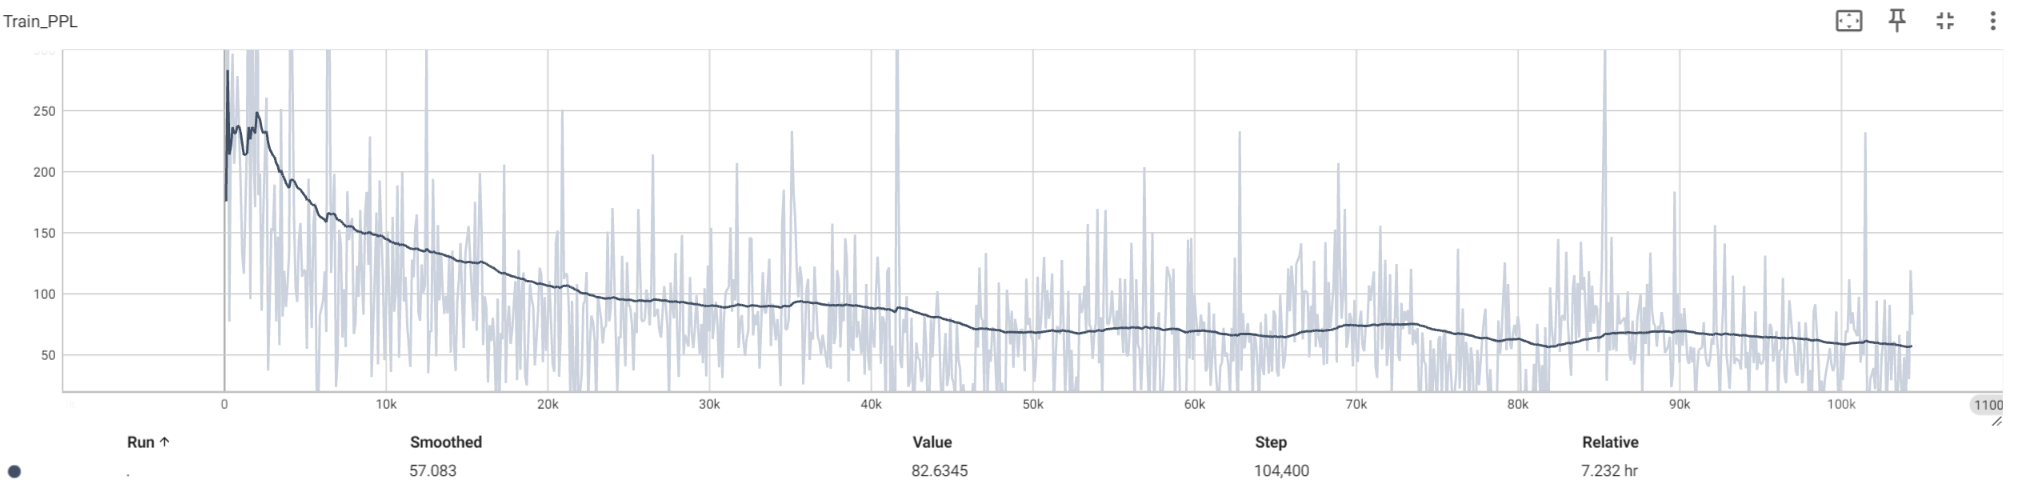 Train_PPL
250
200
150
100
50
0 10k 20k 30k 40k 50k 60k 70k 80k 90k 100k 1100
Run ↑ Smoothed Value Step Relative
. 57.083 82.6345 104,400 7.232 hr